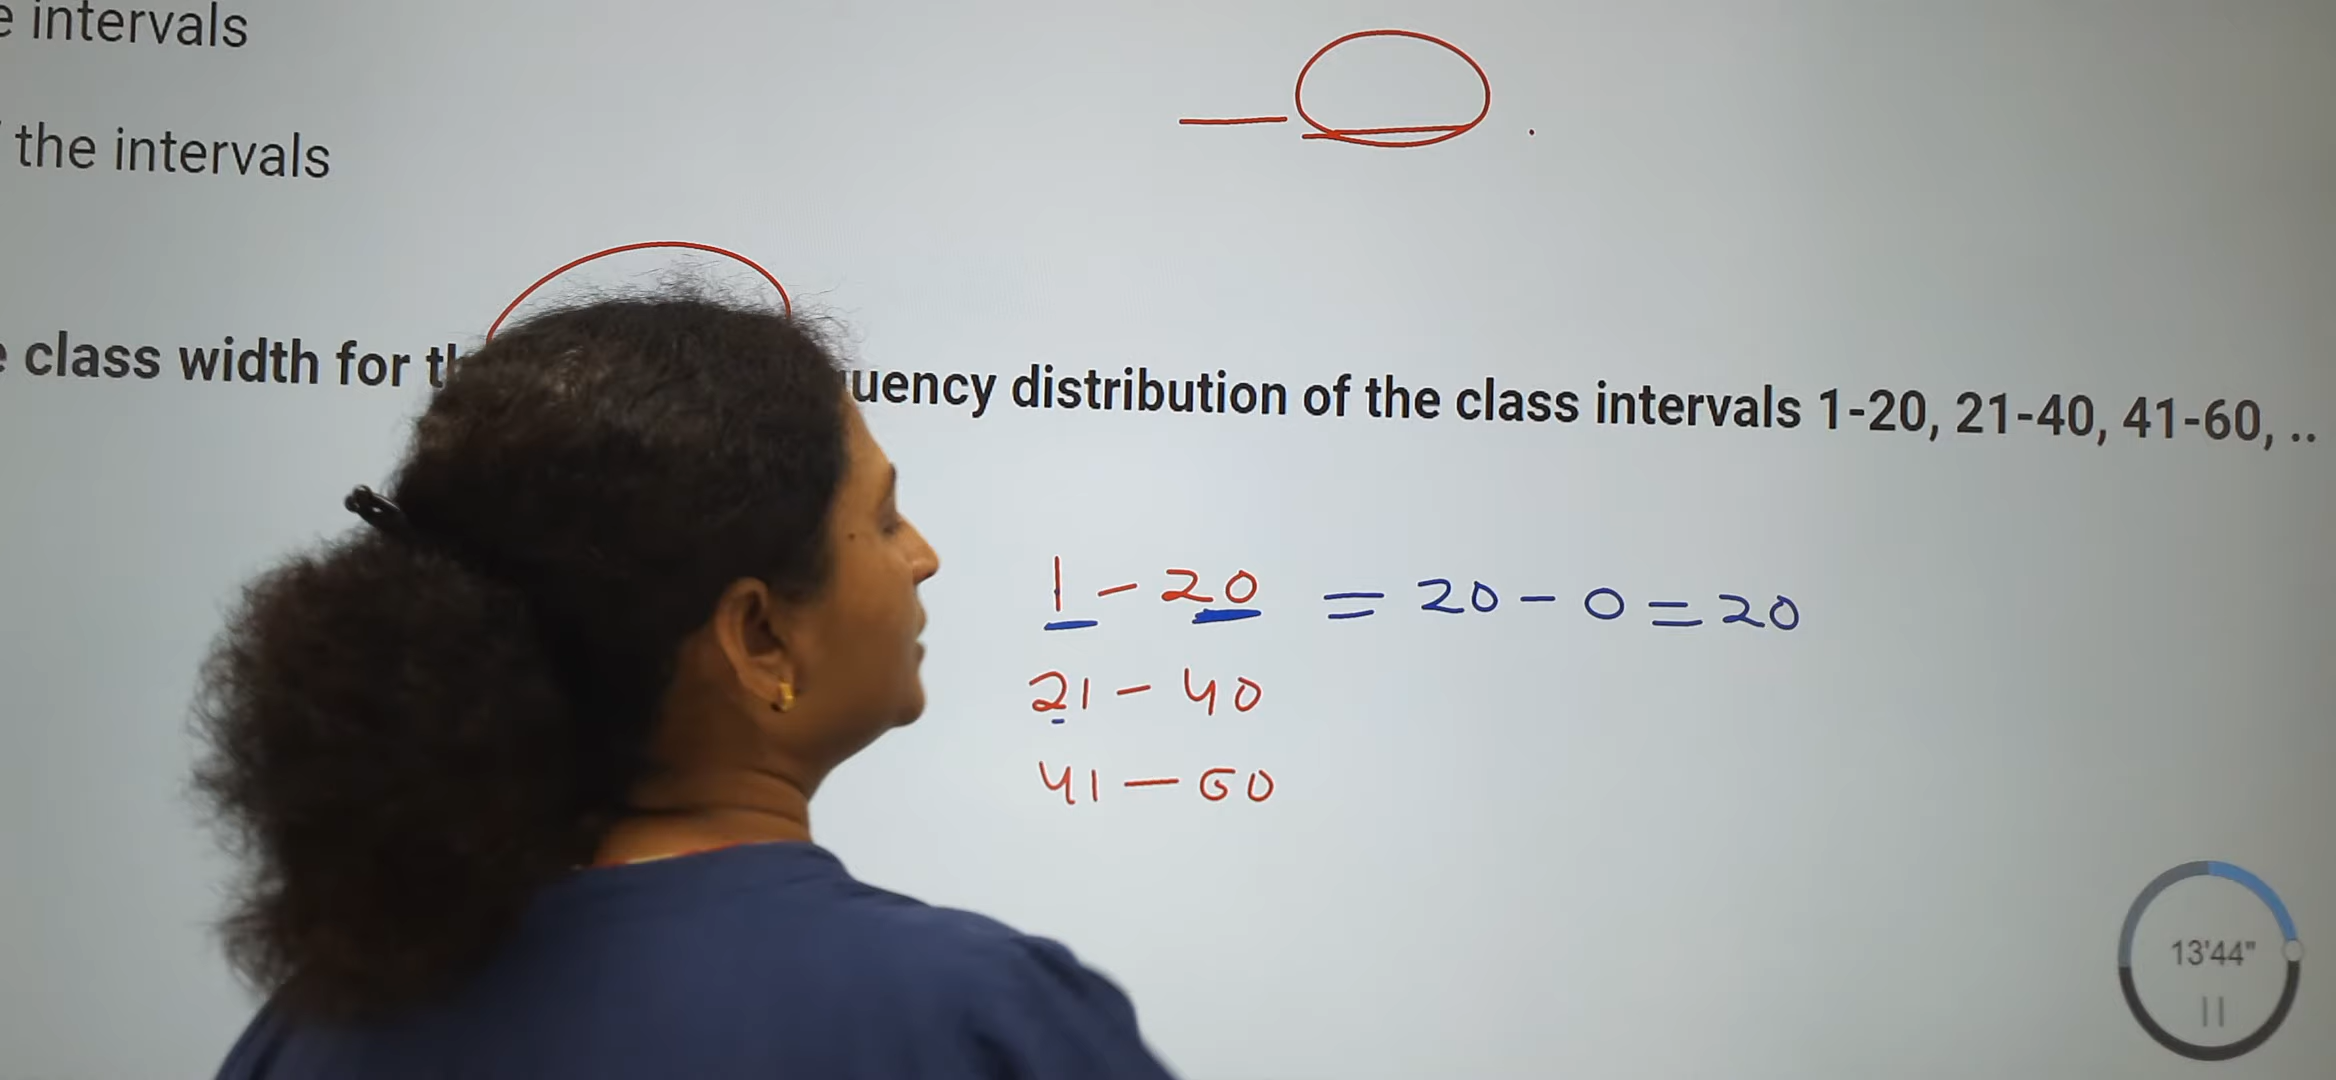 intervals
the intervals
class width for
distribution of the class intervals 1-20, 21-40, 41-60, ..
1 - 20 = 20 - 0 = 20
21 - 40
41 - 60
13'44"